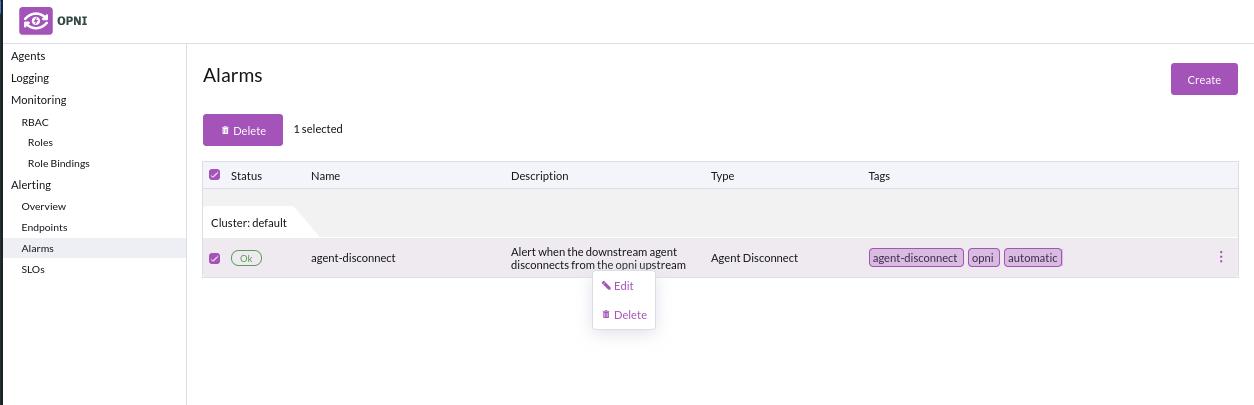 OPNI
Agents
Logging
Monitoring
RBAC
Roles
Role Bindings
Alerting
Overview
Endpoints
Alarms
SLOs
Alarms
Create
Delete
1 selected
Status Name Description Type Tags
Cluster: default
Ok agent-disconnect Alert when the downstream agent Agent Disconnect agent-disconnect opni automatic
disconnects from the opni upstream
Edit
Delete